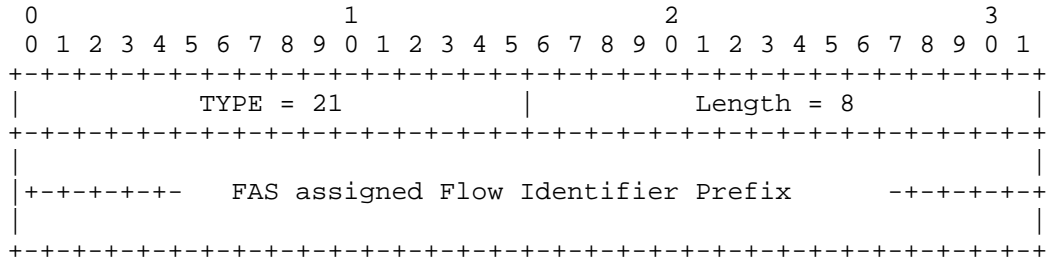 0                   1                   2                   3
 0 1 2 3 4 5 6 7 8 9 0 1 2 3 4 5 6 7 8 9 0 1 2 3 4 5 6 7 8 9 0 1
+-+-+-+-+-+-+-+-+-+-+-+-+-+-+-+-+-+-+-+-+-+-+-+-+-+-+-+-+-+-+-+-+
|           TYPE = 21           |          Length = 8           |
+-+-+-+-+-+-+-+-+-+-+-+-+-+-+-+-+-+-+-+-+-+-+-+-+-+-+-+-+-+-+-+-+
|                                                               |
|+-+-+-+-+-   FAS assigned Flow Identifier Prefix      -+-+-+-+-+
|                                                               |
+-+-+-+-+-+-+-+-+-+-+-+-+-+-+-+-+-+-+-+-+-+-+-+-+-+-+-+-+-+-+-+-+